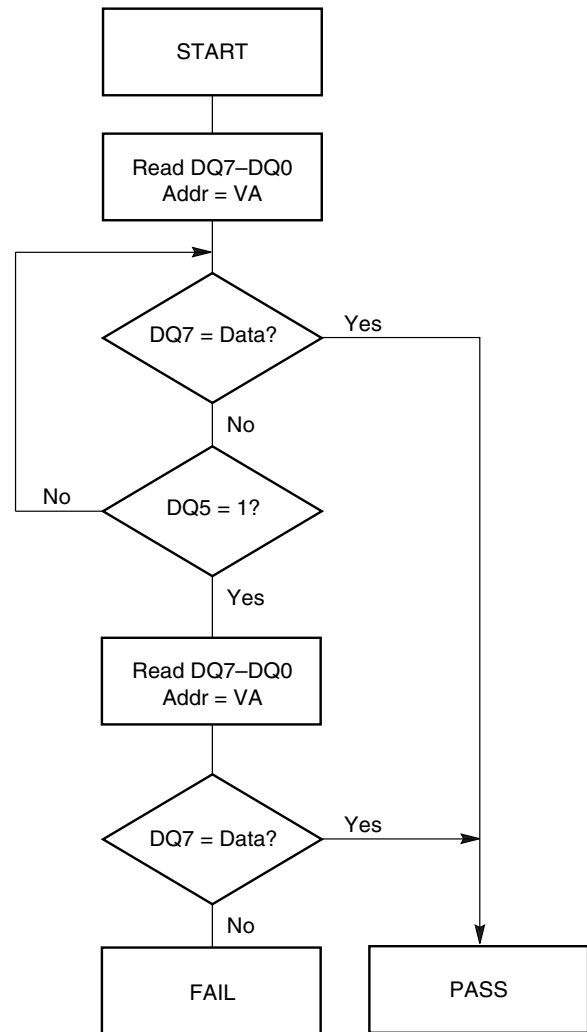 START
Read DQ7–DQ0
Addr = VA
DQ7 = Data?
Yes
No
No
DQ5 = 1?
Yes
Read DQ7–DQ0
Addr = VA
DQ7 = Data?
Yes
No
FAIL
PASS